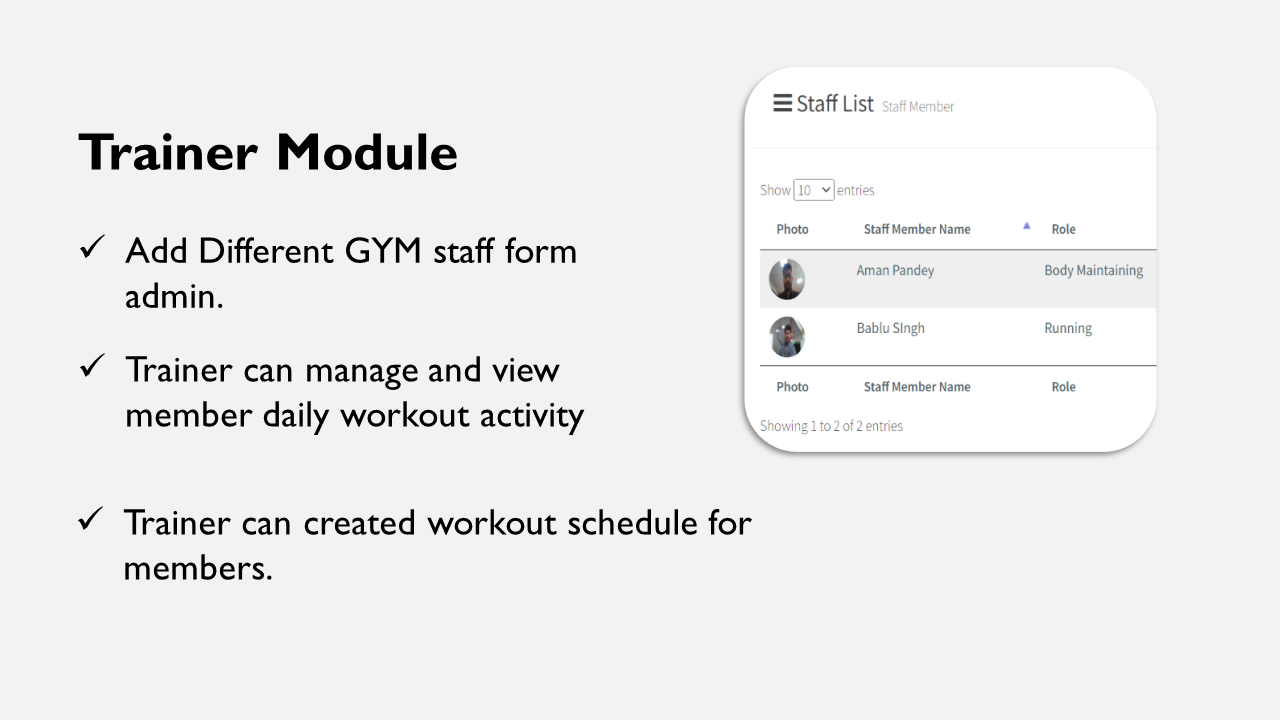 Trainer Module
✓ Add Different GYM staff form
admin.
✓ Trainer can manage and view
member daily workout activity
✓ Trainer can created workout schedule for
members.
Staff List Staff Member
Show 10 entries
Photo Staff Member Name Role
Aman Pandey Body Maintaining
Bablu SIngh Running
Photo Staff Member Name Role
Showing 1 to 2 of 2 entries